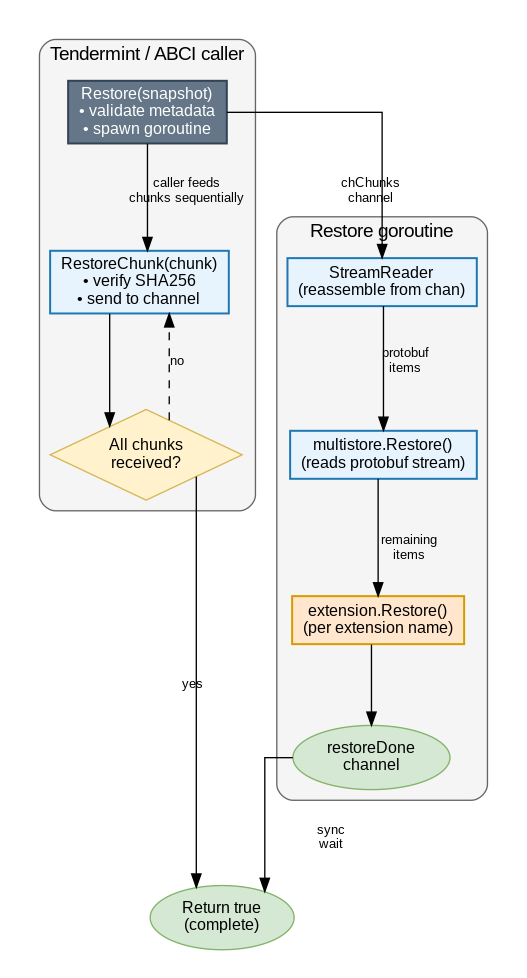 Tendermint / ABCI caller
Restore(snapshot)
• validate metadata
• spawn goroutine
caller feeds
chunks sequentially
chChunks
channel
RestoreChunk(chunk)
• verify SHA256
• send to channel
no
All chunks
received?
yes
Restore goroutine
StreamReader
(reassemble from chan)
protobuf
items
multistore.Restore()
(reads protobuf stream)
remaining
items
extension.Restore()
(per extension name)
restoreDone
channel
sync
wait
Return true
(complete)